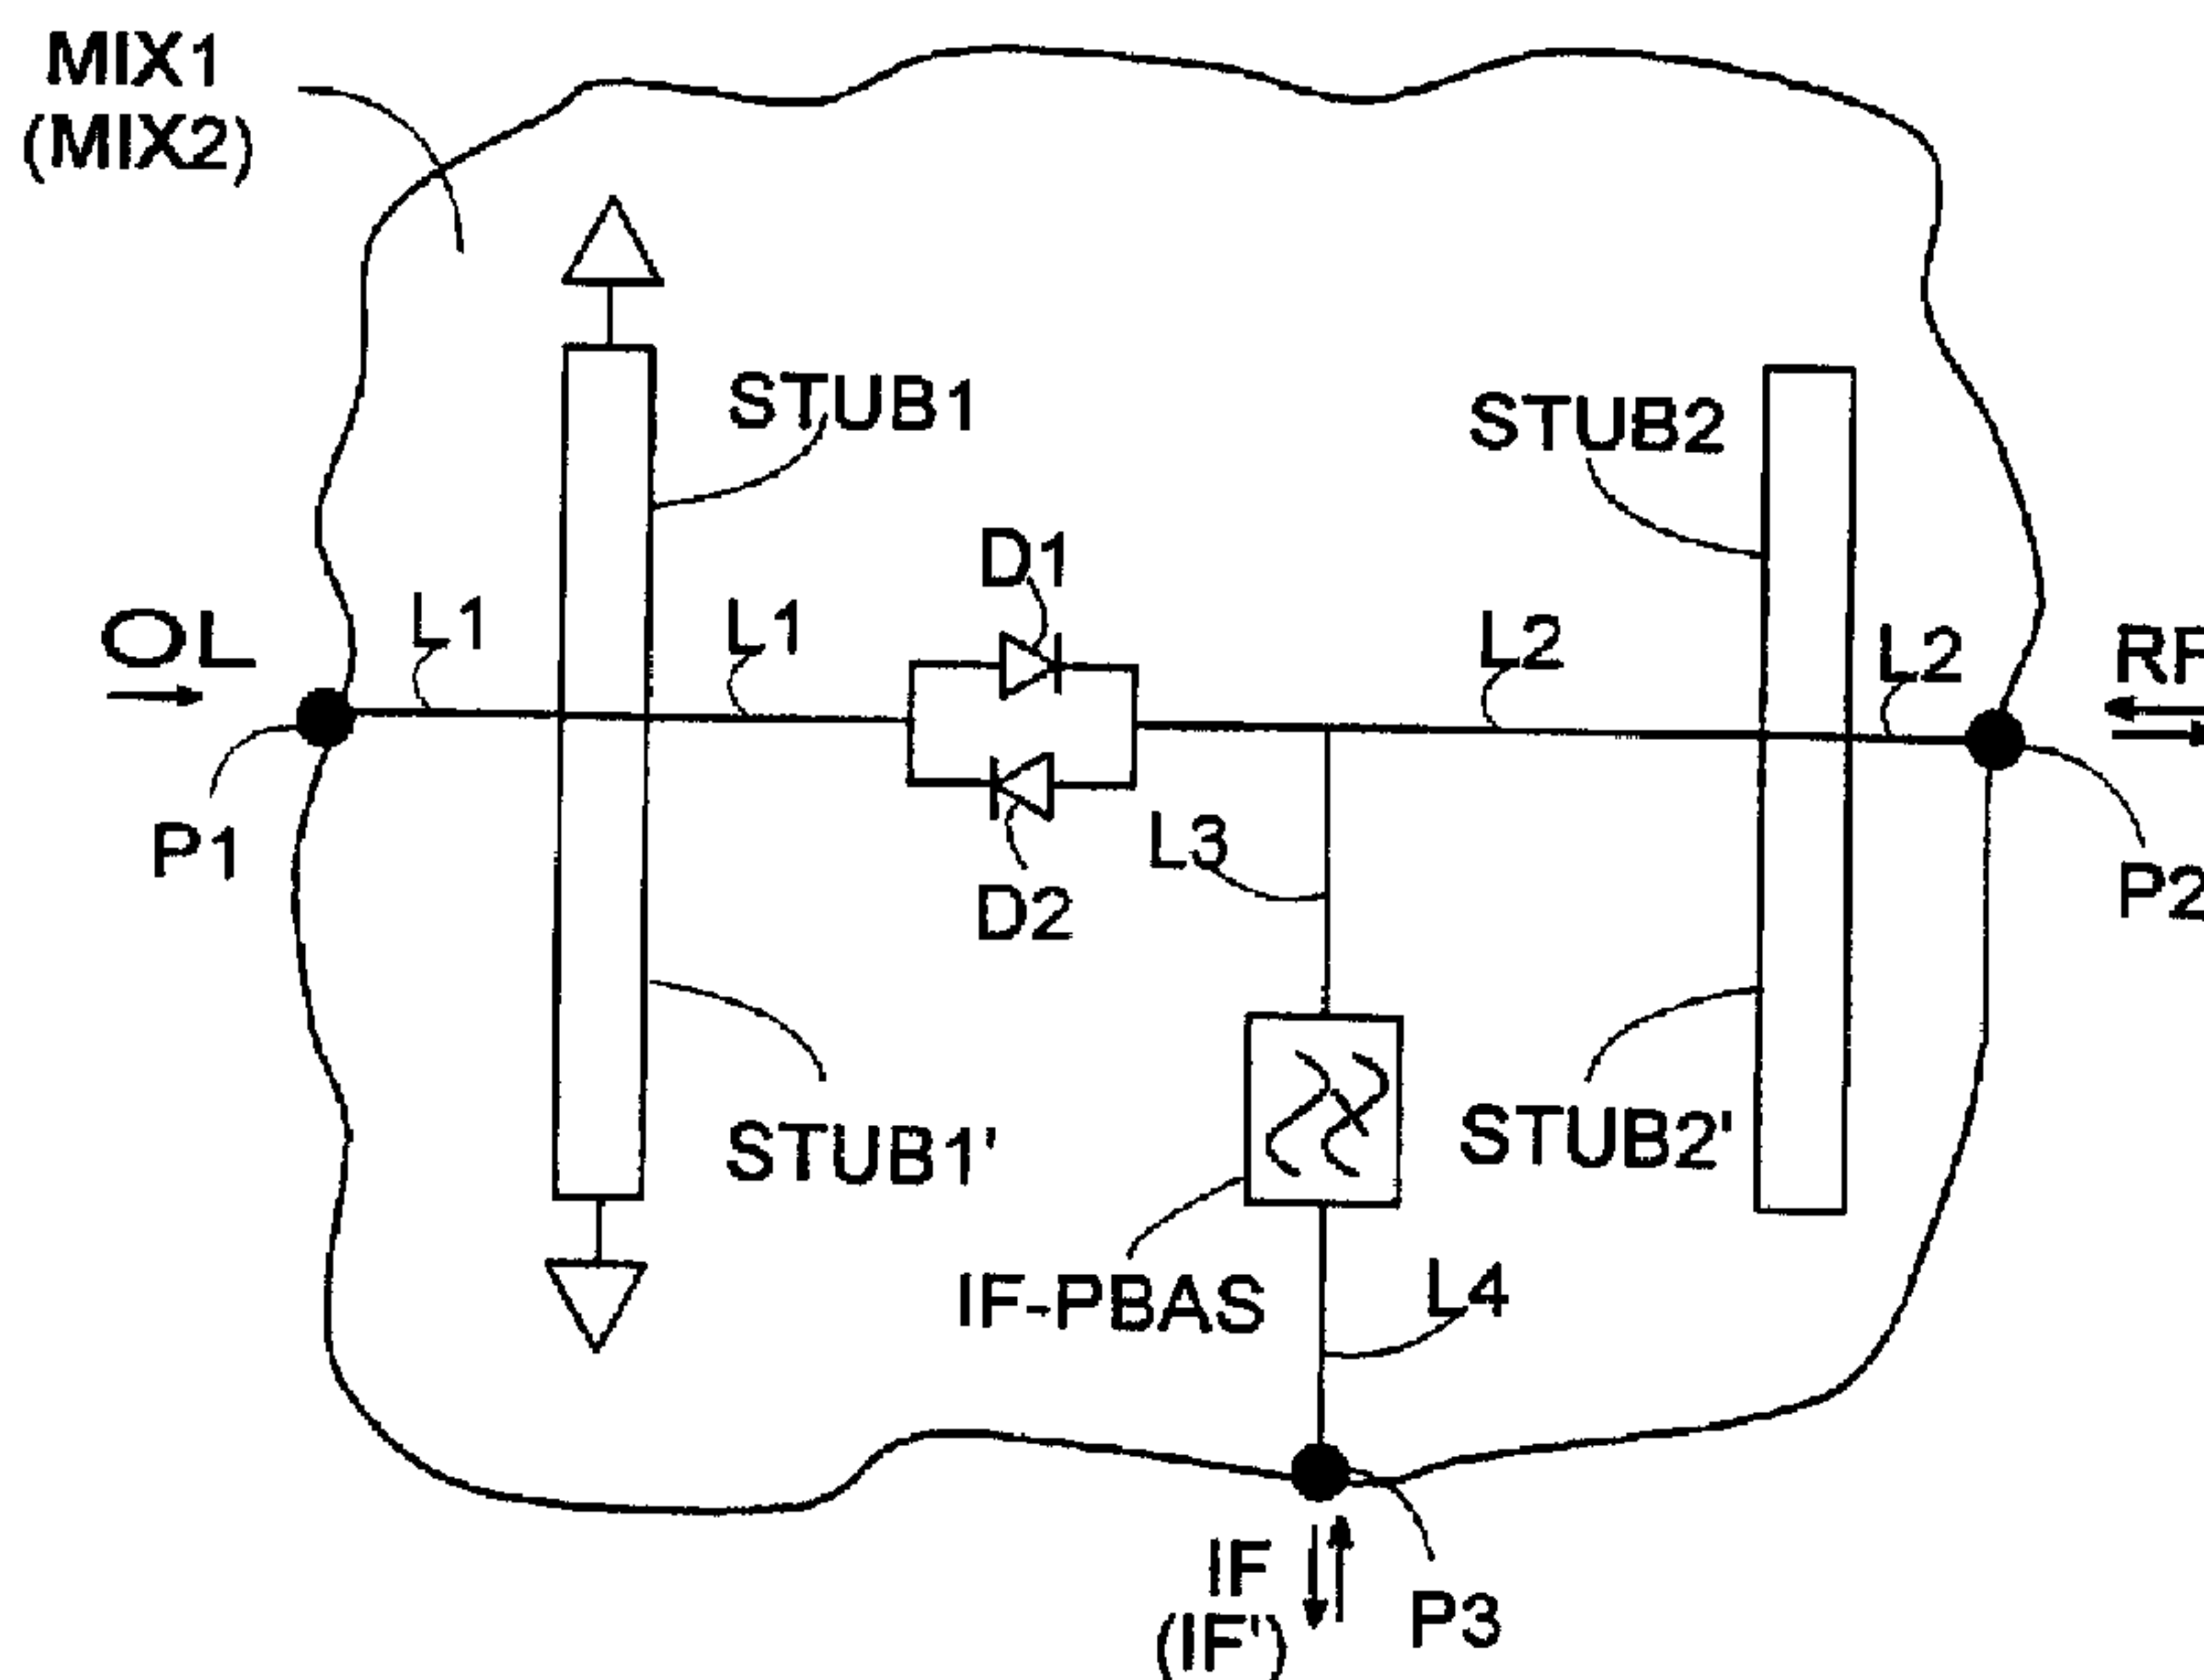 MIX1
(MIX2)
STUB1
STUB2
D1
OL
L1
L1
L2
L2
RF
P1
D2
L3
P2
STUB1'
STUB2'
IF-PBAS
L4
IF
(IF')
P3